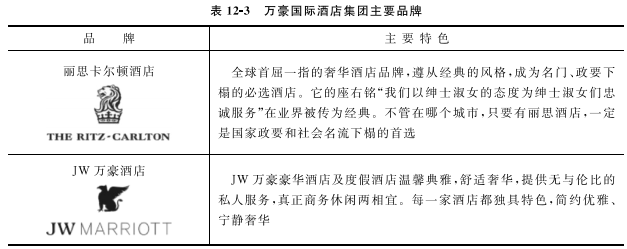 表 12-3 万豪国际酒店集团主要品牌
品 牌
主要特色
丽思卡尔顿酒店
THE RITZ-CARLTON
全球首屈一指的奢华酒店品牌,遵从经典的风格,成为名门、政要下
榻的必选酒店。它的座右铭“我们以绅士淑女的态度为绅士淑女们忠
诚服务”在业界被传为经典。不管在哪个城市,只要有丽思酒店,一定
是国家政要和社会名流下榻的首选
JW 万豪酒店
JW MARRIOTT
JW 万豪豪华酒店及度假酒店温馨典雅,舒适奢华,提供无与伦比的
私人服务,真正商务休闲两相宜。每一家酒店都独具特色,简约优雅、
宁静奢华